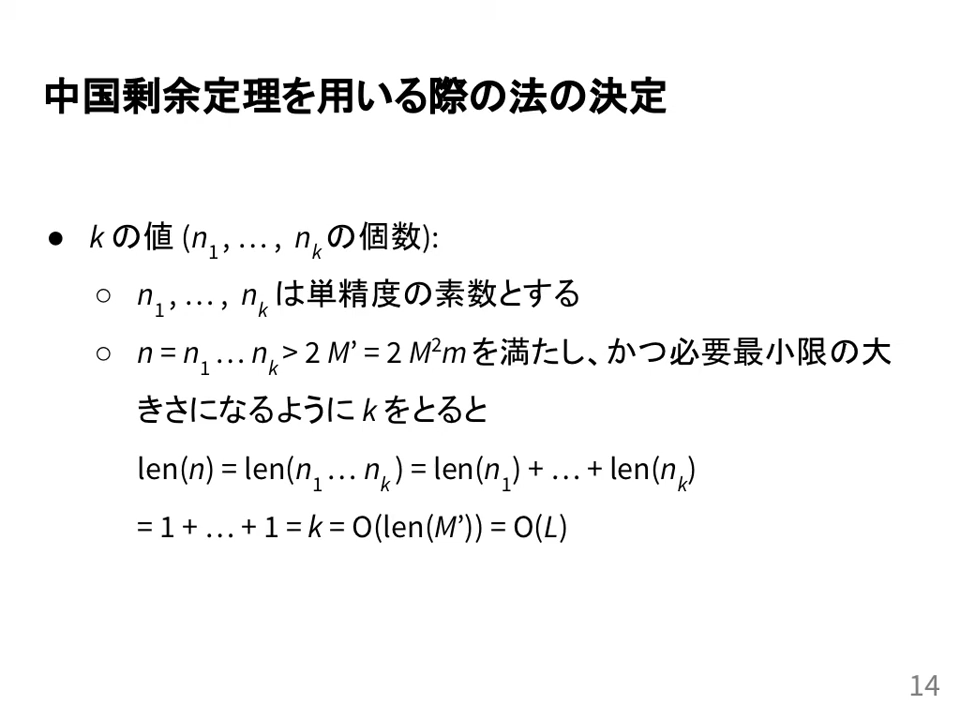 中国剰余定理を用いる際の法の決定
● k の値 (n1 , … , nk の個数):
○ n1 , … , nk は単精度の素数とする
○ n = n1 … nk > 2 M’ = 2 M2m を満たし、かつ必要最小限の大
きさになるように k をとると
len(n) = len(n1 … nk ) = len(n1) + … + len(nk)
= 1 + … + 1 = k = O(len(M’)) = O(L)
14